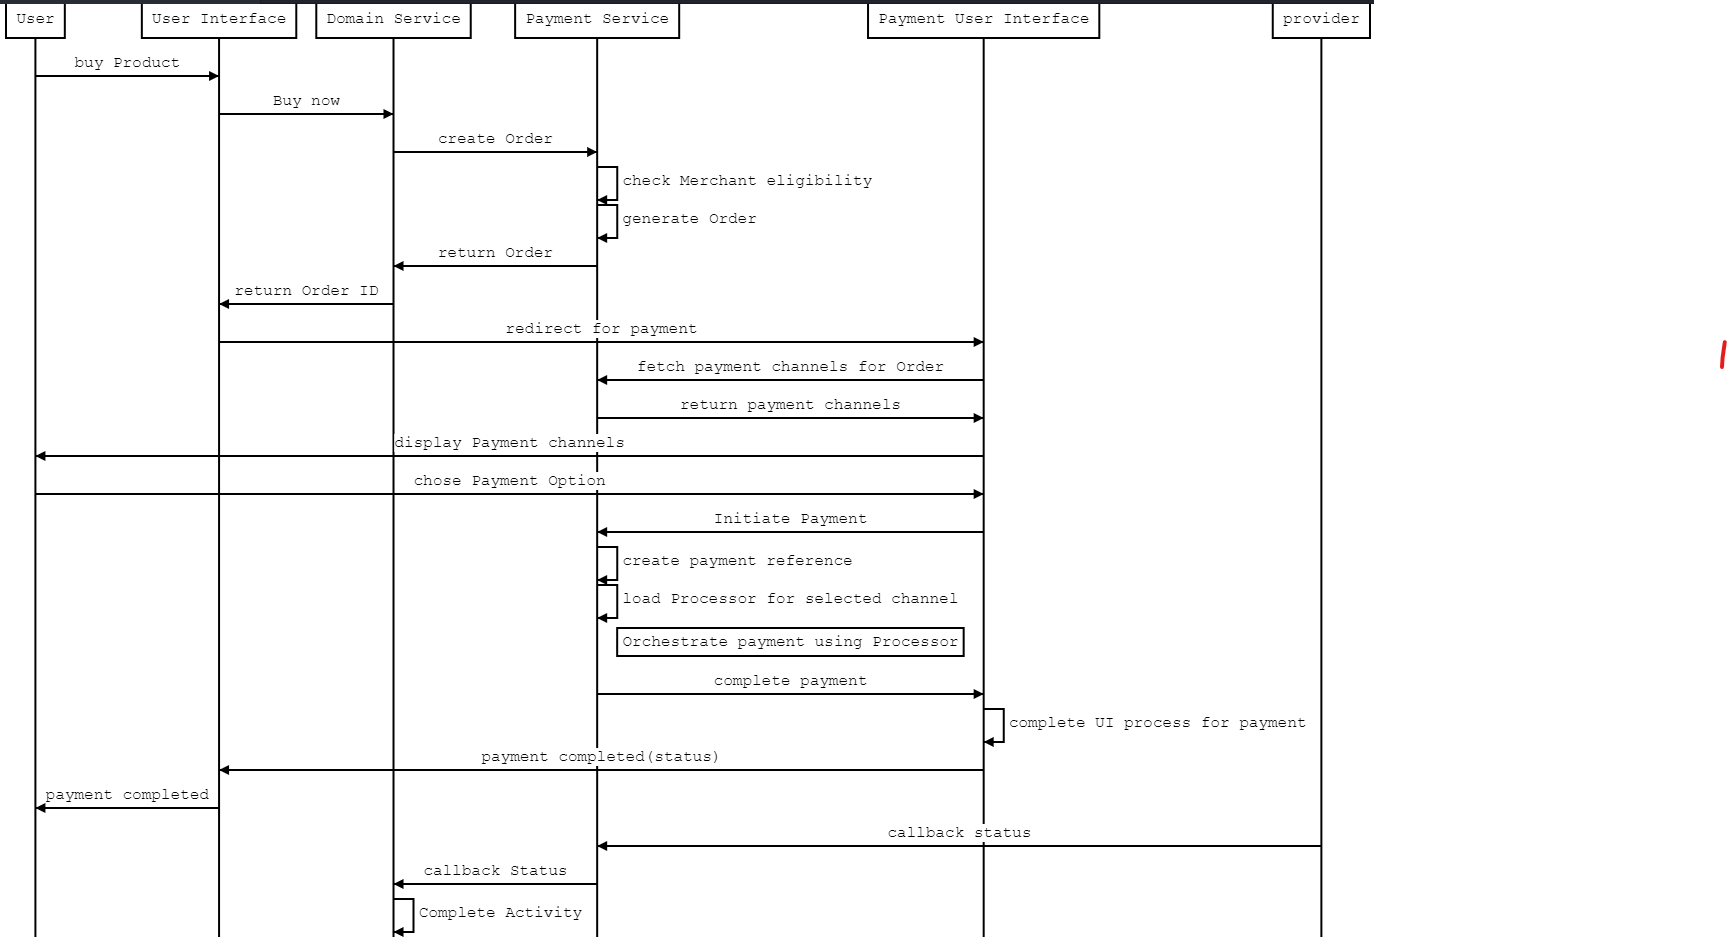 User
User Interface
Domain Service
Payment Service
Payment User Interface
provider
buy Product
Buy now
create Order
check Merchant eligibility
generate Order
return Order
return Order ID
redirect for payment
fetch payment channels for Order
return payment channels
display Payment channels
chose Payment Option
Initiate Payment
create payment reference
load Processor for selected channel
Orchestrate payment using Processor
complete payment
complete UI process for payment
payment completed(status)
payment completed
callback status
callback Status
Complete Activity